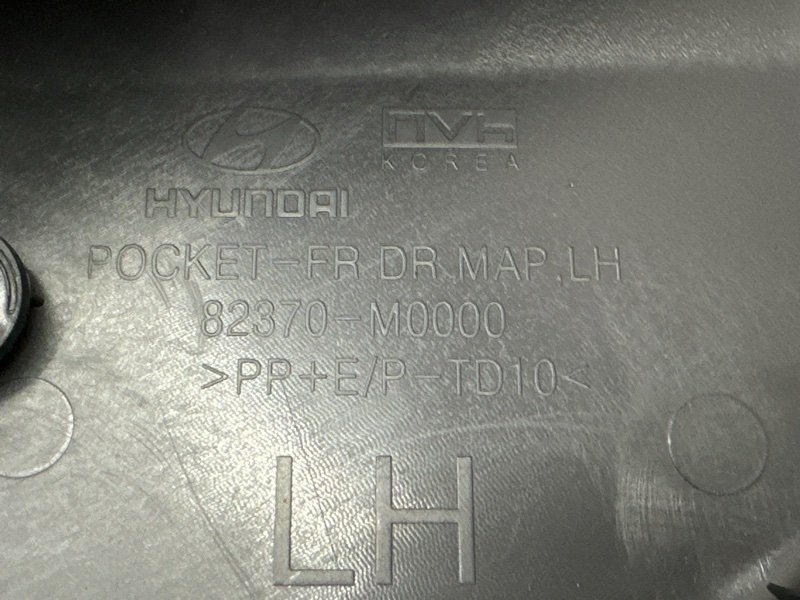 NVH
KOREA
HYUNDAI
POCKET-FR DR MAP,LH
82370-M0000
>PP+E/P-TD10<
LH